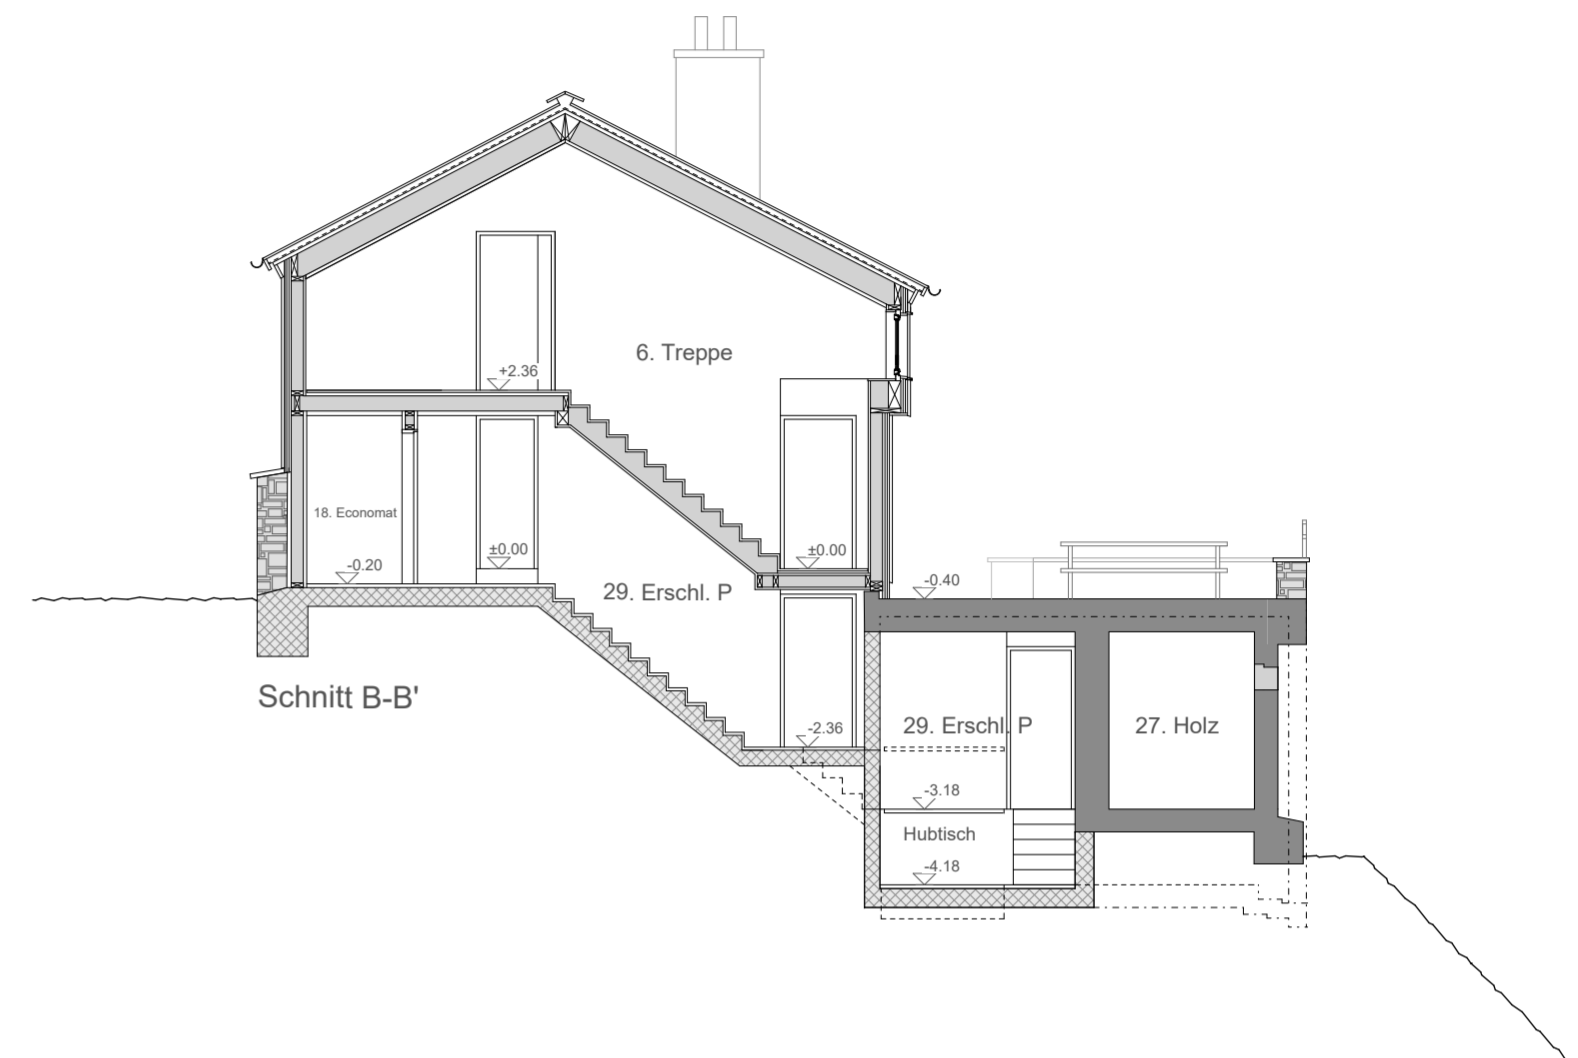 6. Treppe
+2.36
18. Economat
±0.00
±0.00
-0.20
29. Erschl. P
-0.40
Schnitt B-B'
-2.36
29. Erschl. P
27. Holz
-3.18
Hubtisch
-4.18